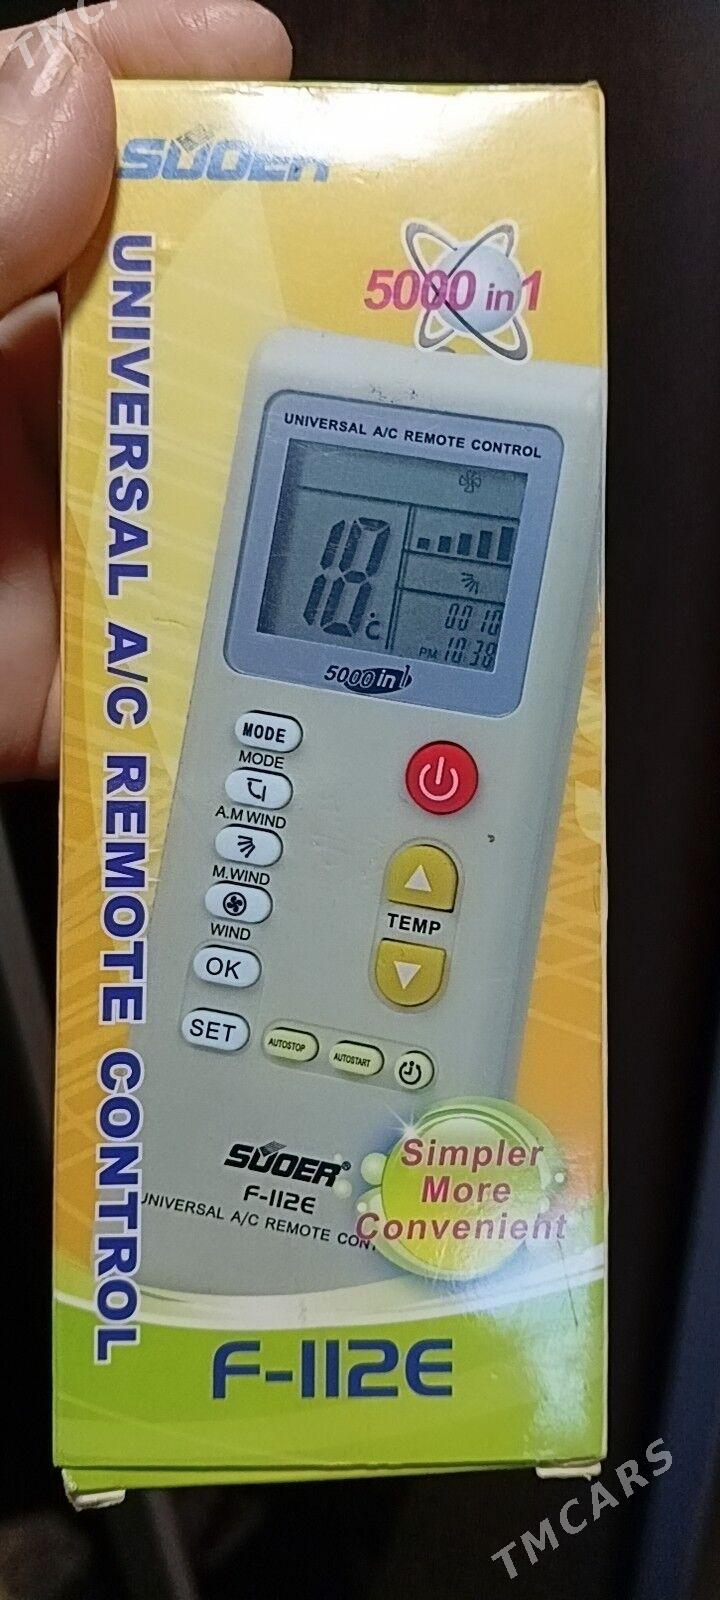 SUOER
5000 in 1
UNIVERSAL A/C REMOTE CONTROL
UNIVERSAL A/C REMOTE CONTROL
18°C
00 10
PM 10:38
5000 in 1
MODE
MODE
A.M WIND
M.WIND
WIND
OK
SET
TEMP
AUTOSTOP
AUTOSTART
SUOER®
F-112E
UNIVERSAL A/C REMOTE CONT
Simpler
More
Convenient
F-112E
TMCARS